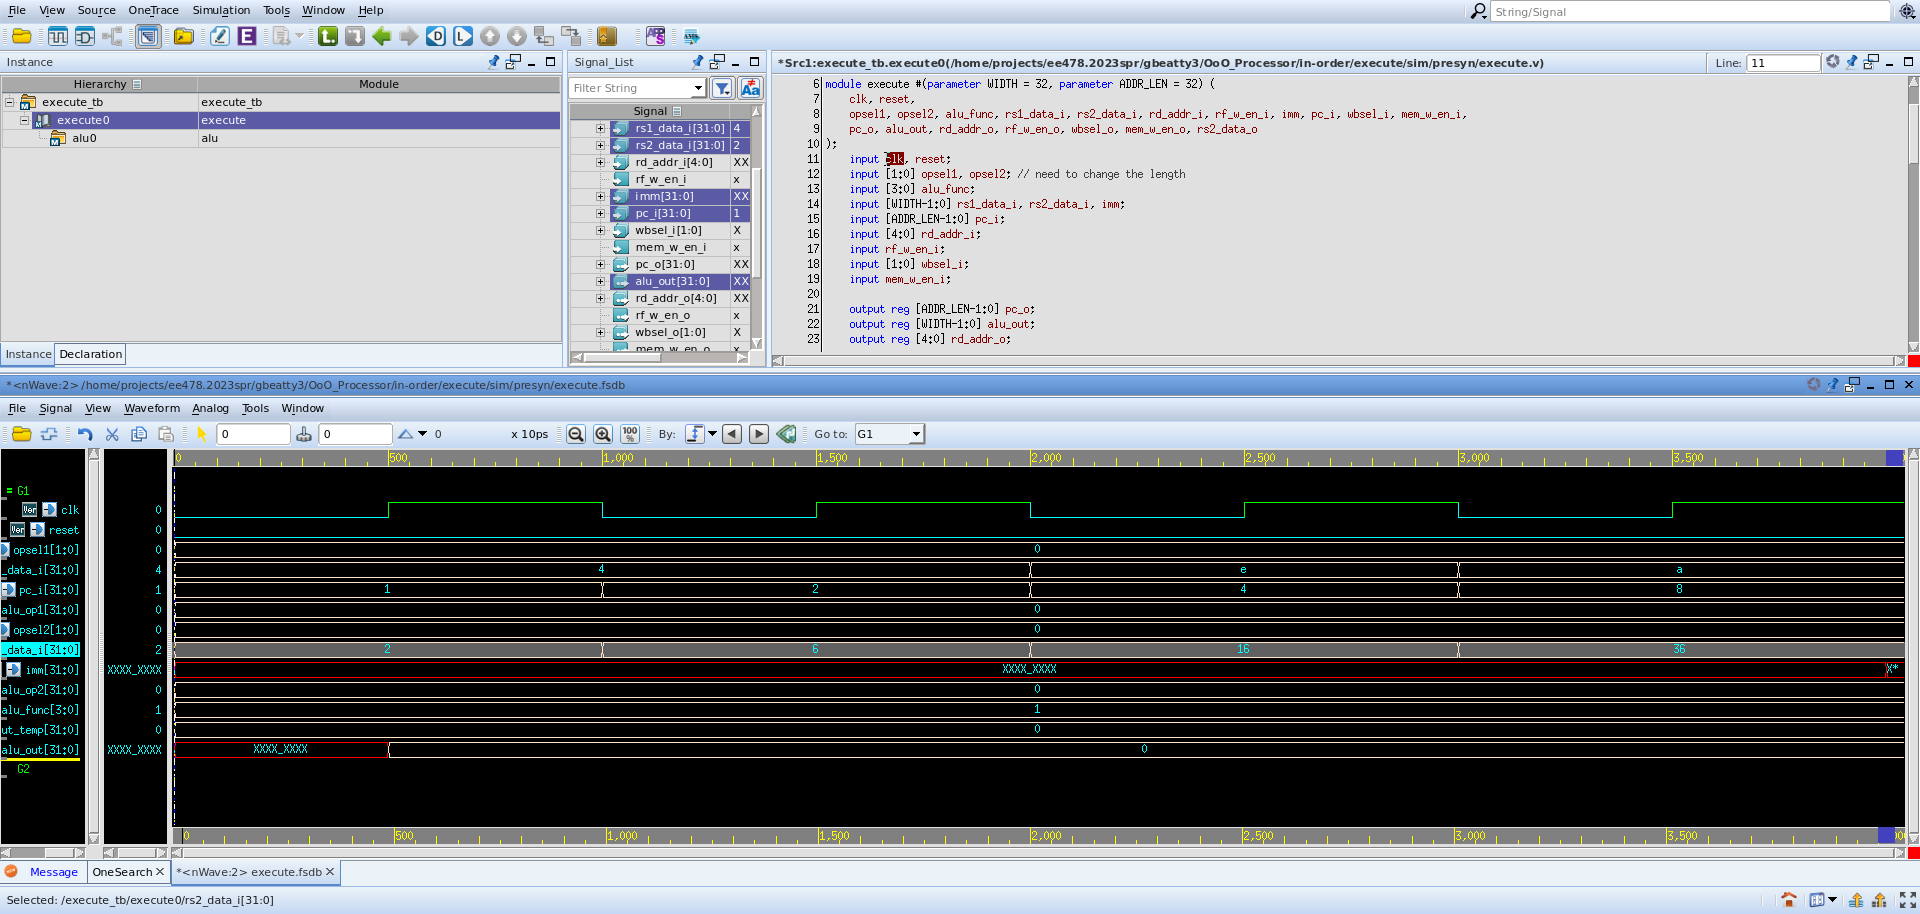 File View Source OneTrace Simulation Tools Window Help
String/Signal
Instance
Hierarchy Module
execute_tb execute_tb
execute0 execute
alu0 alu
Instance Declaration
Signal_List
Filter String
Signal
rs1_data_i[31:0] 4
rs2_data_i[31:0] 2
rd_addr_i[4:0] XX
rf_w_en_i x
imm[31:0] XX
pc_i[31:0] 1
wbsel_i[1:0] X
mem_w_en_i x
pc_o[31:0] XX
alu_out[31:0] XX
rd_addr_o[4:0] XX
rf_w_en_o x
wbsel_o[1:0] X
mem_w_en_o x
*Src1:execute_tb.execute0(/home/projects/ee478.2023spr/gbeatty3/OoO_Processor/in-order/execute/sim/presyn/execute.v)
Line: 11
6 module execute #(parameter WIDTH = 32, parameter ADDR_LEN = 32) (
7 clk, reset,
8 opsel1, opsel2, alu_func, rs1_data_i, rs2_data_i, rd_addr_i, rf_w_en_i, imm, pc_i, wbsel_i, mem_w_en_i,
9 pc_o, alu_out, rd_addr_o, rf_w_en_o, wbsel_o, mem_w_en_o, rs2_data_o
10 );
11 input clk, reset;
12 input [1:0] opsel1, opsel2; // need to change the length
13 input [3:0] alu_func;
14 input [WIDTH-1:0] rs1_data_i, rs2_data_i, imm;
15 input [ADDR_LEN-1:0] pc_i;
16 input [4:0] rd_addr_i;
17 input rf_w_en_i;
18 input [1:0] wbsel_i;
19 input mem_w_en_i;
20
21 output reg [ADDR_LEN-1:0] pc_o;
22 output reg [WIDTH-1:0] alu_out;
23 output reg [4:0] rd_addr_o;
*<nWave:2> /home/projects/ee478.2023spr/gbeatty3/OoO_Processor/in-order/execute/sim/presyn/execute.fsdb
File Signal View Waveform Analog Tools Window
0 0 0 x 10ps 100% By: Go to: G1
0 500 1,000 1,500 2,000 2,500 3,000 3,500
= G1
Ver clk 0
Ver reset 0
opsel1[1:0] 0 0
_data_i[31:0] 4 4 e a
pc_i[31:0] 1 1 2 4 8
alu_op1[31:0] 0 0
opsel2[1:0] 0 0
_data_i[31:0] 2 2 6 16 36
imm[31:0] XXXX_XXXX XXXX_XXXX X*
alu_op2[31:0] 0 0
alu_func[3:0] 1 1
ut_temp[31:0] 0 0
alu_out[31:0] XXXX_XXXX XXXX_XXXX 0
G2
0 500 1,000 1,500 2,000 2,500 3,000 3,500
Message OneSearch *<nWave:2> execute.fsdb
Selected: /execute_tb/execute0/rs2_data_i[31:0]